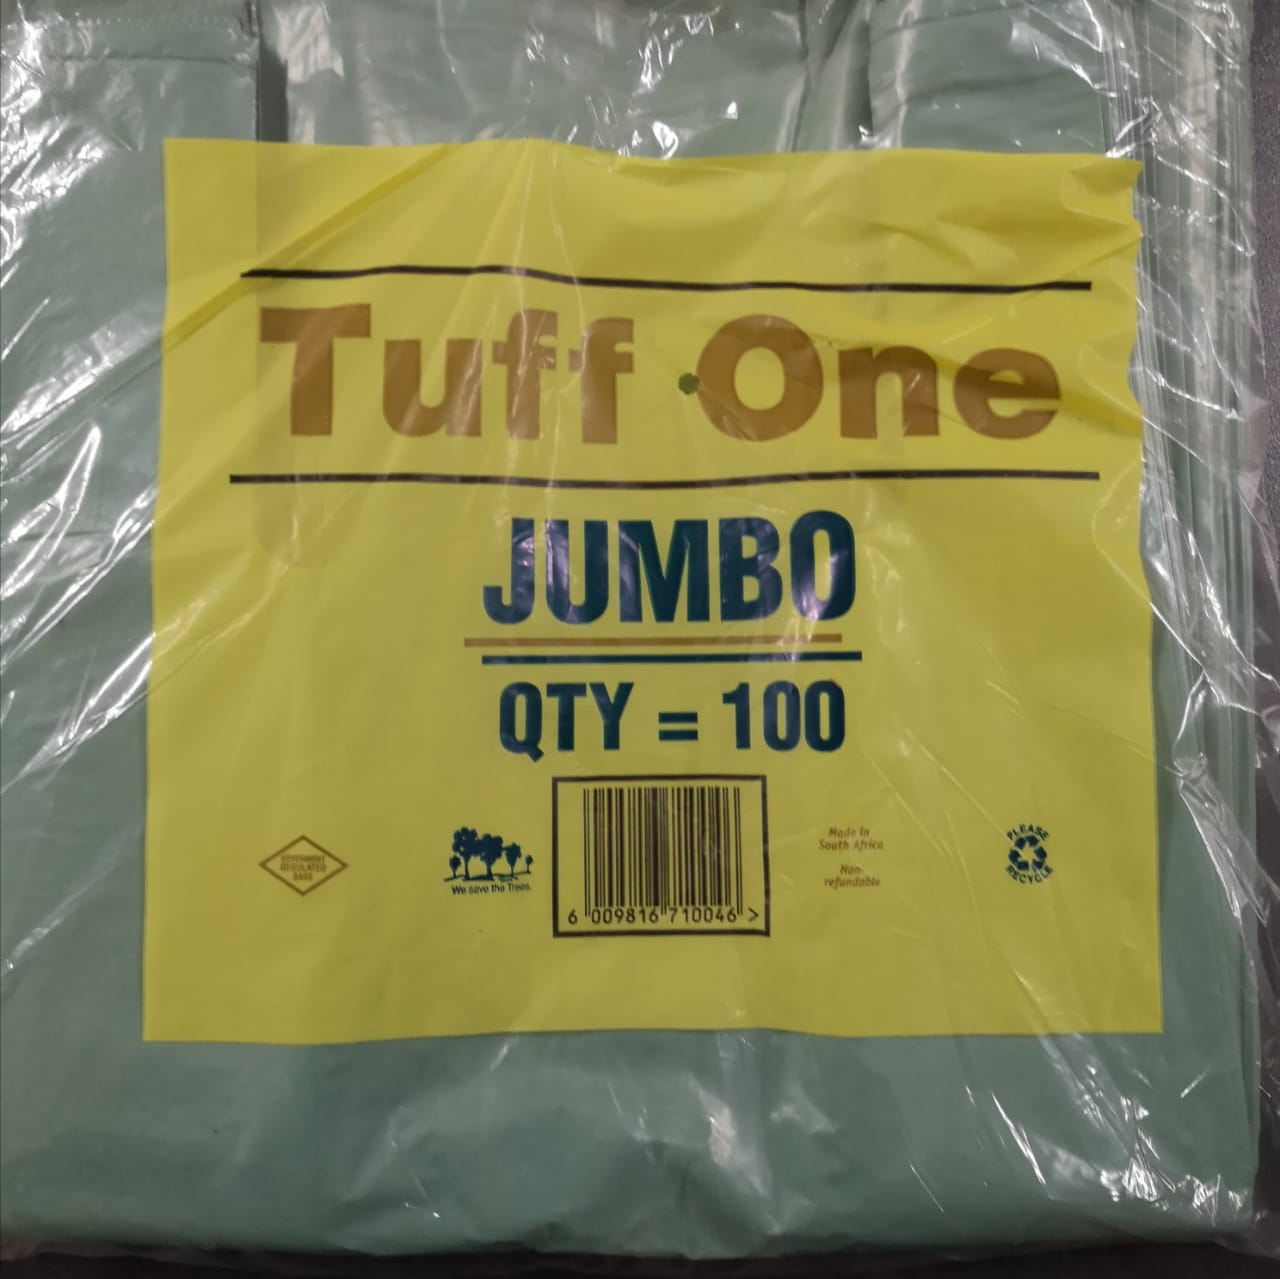 Tuff One
JUMBO
QTY = 100
GOVERNMENT
REGULATED
BAGS
We save the Trees.
6 009816 710046 >
Made in
South Africa
Non-
refundable
PLEASE
RECYCLE